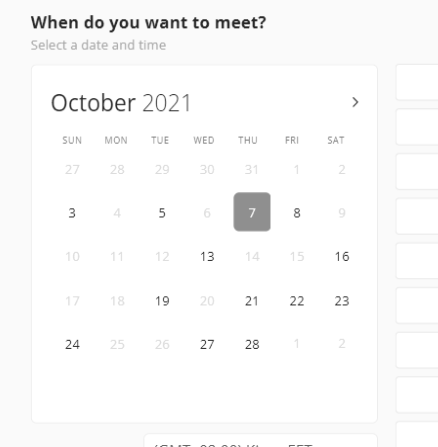 When do you want to meet?
Select a date and time
October 2021
SUN MON TUE WED THU FRI SAT
27 28 29 30 31 1 2
3 4 5 6 7 8 9
10 11 12 13 14 15 16
17 18 19 20 21 22 23
24 25 26 27 28 1 2